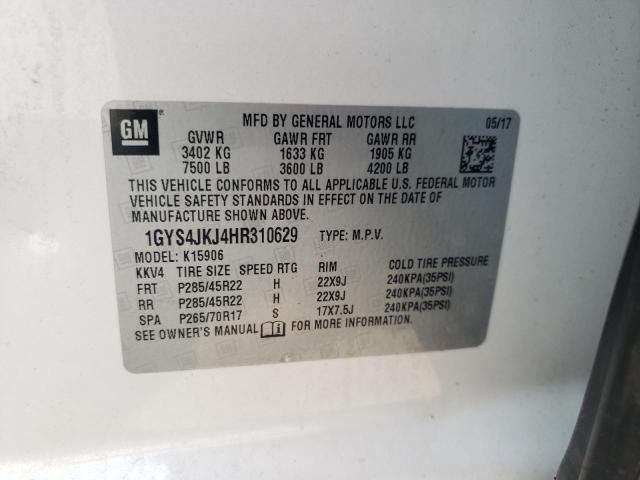 GM
MFD BY GENERAL MOTORS LLC 05/17
GVWR GAWR FRT GAWR RR
3402 KG 1633 KG 1905 KG
7500 LB 3600 LB 4200 LB
THIS VEHICLE CONFORMS TO ALL APPLICABLE U.S. FEDERAL MOTOR
VEHICLE SAFETY STANDARDS IN EFFECT ON THE DATE OF
MANUFACTURE SHOWN ABOVE.
1GYS4JKJ4HR310629 TYPE: M.P.V.
MODEL: K15906
KKV4 TIRE SIZE SPEED RTG RIM COLD TIRE PRESSURE
FRT P285/45R22 H 22X9J 240KPA(35PSI)
RR P285/45R22 H 22X9J 240KPA(35PSI)
SPA P265/70R17 S 17X7.5J 240KPA(35PSI)
SEE OWNER'S MANUAL FOR MORE INFORMATION.